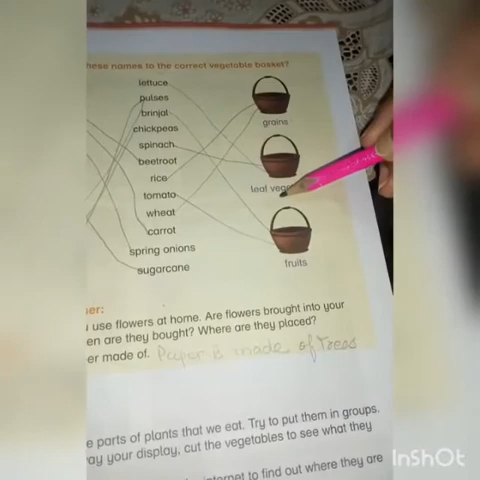 hese names to the correct vegetable basket?
lettuce
pulses
brinjal
chickpeas
spinach
beetroot
rice
tomato
wheat
carrot
spring onions
sugarcane
grains
leaf veg
fruits
er:
u use flowers at home. Are flowers brought into your
en are they bought? Where are they placed?
er made of. Paper is made of Trees
e parts of plants that we eat. Try to put them in groups.
ay your display, cut the vegetables to see what they
internet to find out where they are
InShOt